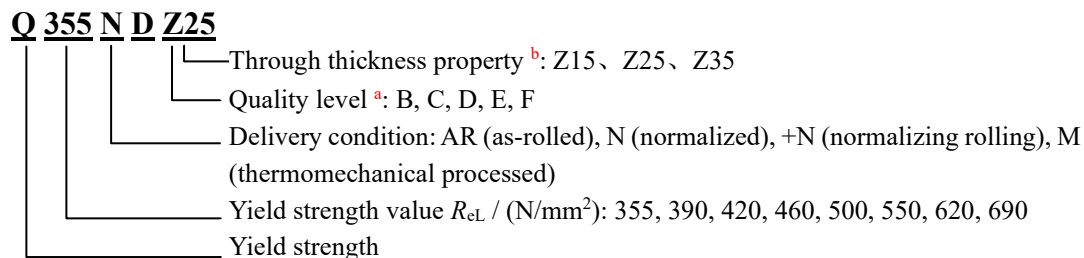 Q 355 N D Z25
Through thickness property b: Z15、Z25、Z35
Quality level a: B, C, D, E, F
Delivery condition: AR (as-rolled), N (normalized), +N (normalizing rolling), M
(thermomechanical processed)
Yield strength value ReL / (N/mm2): 355, 390, 420, 460, 500, 550, 620, 690
Yield strength